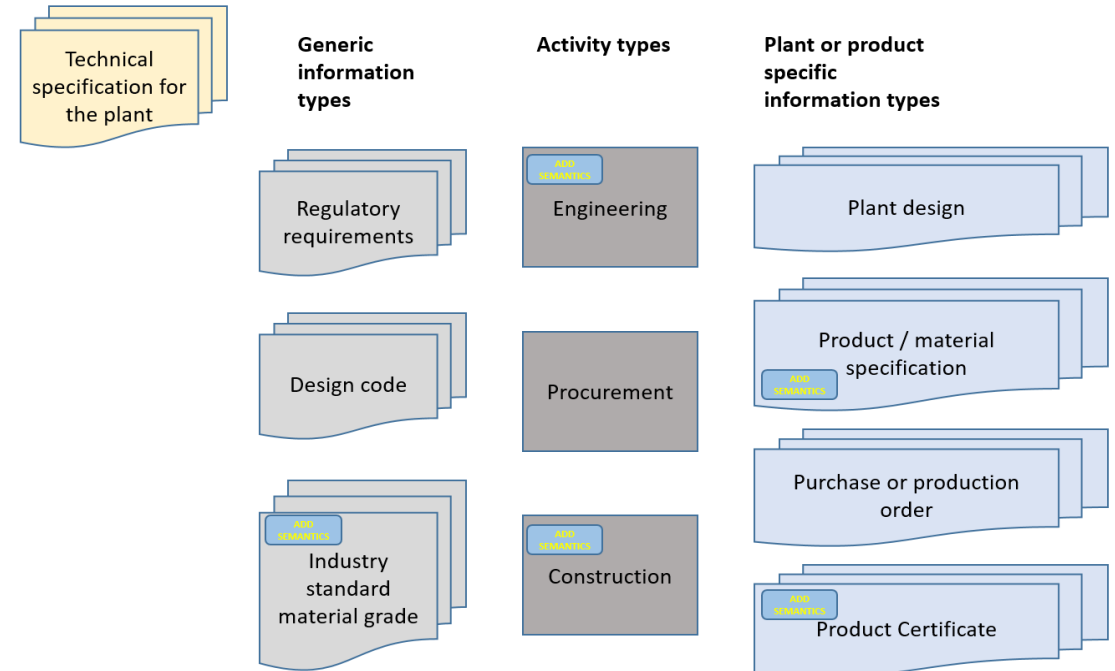 Technical
specification for
the plant
Generic
information
types
Activity types
Plant or product
specific
information types
Regulatory
requirements
ADD
SEMANTICS
Engineering
Plant design
Design code
Procurement
Product / material
specification
ADD
SEMANTICS
Purchase or production
order
ADD
SEMANTICS
Industry
standard
material grade
ADD
SEMANTICS
Construction
ADD
SEMANTICS
Product Certificate